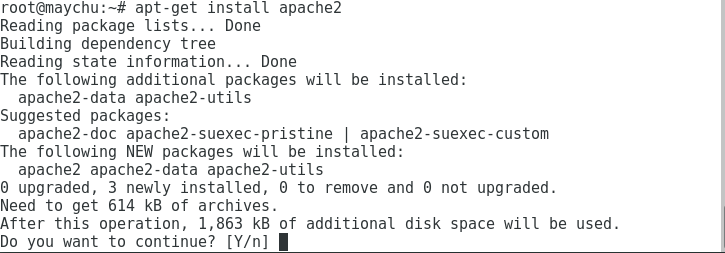 root@maychu:~# apt-get install apache2
Reading package lists... Done
Building dependency tree
Reading state information... Done
The following additional packages will be installed:
  apache2-data apache2-utils
Suggested packages:
  apache2-doc apache2-suexec-pristine | apache2-suexec-custom
The following NEW packages will be installed:
  apache2 apache2-data apache2-utils
0 upgraded, 3 newly installed, 0 to remove and 0 not upgraded.
Need to get 614 kB of archives.
After this operation, 1,863 kB of additional disk space will be used.
Do you want to continue? [Y/n]